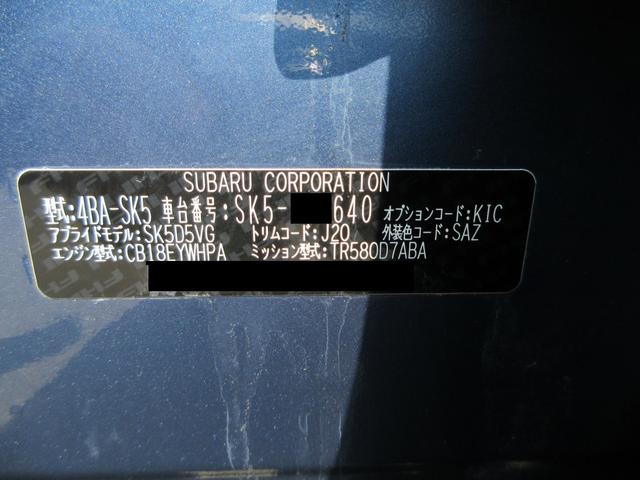 SUBARU CORPORATION
型式:4BA-SK5 車台番号:SK5- 640 オプションコード:KIC
アプライドモデル:SK5D5VG トリムコード:J20 外装色コード:SAZ
エンジン型式:CB18EYWHPA ミッション型式:TR580D7ABA